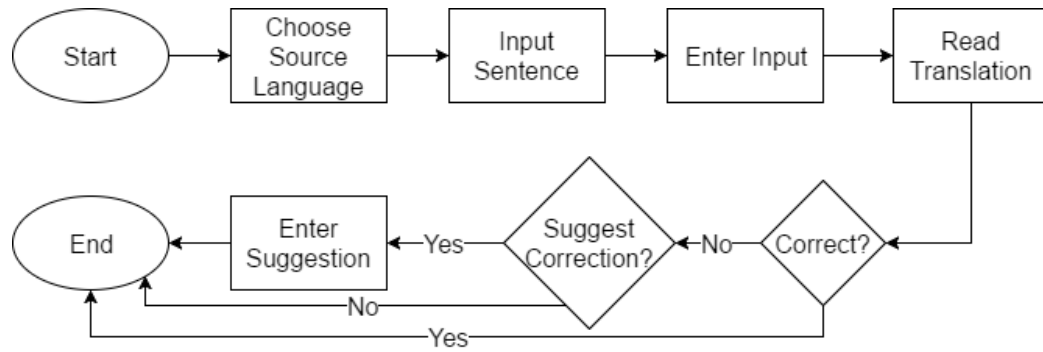 Start
Choose
Source
Language
Input
Sentence
Enter Input
Read
Translation
Correct?
No
Suggest
Correction?
Yes
Enter
Suggestion
End
No
Yes